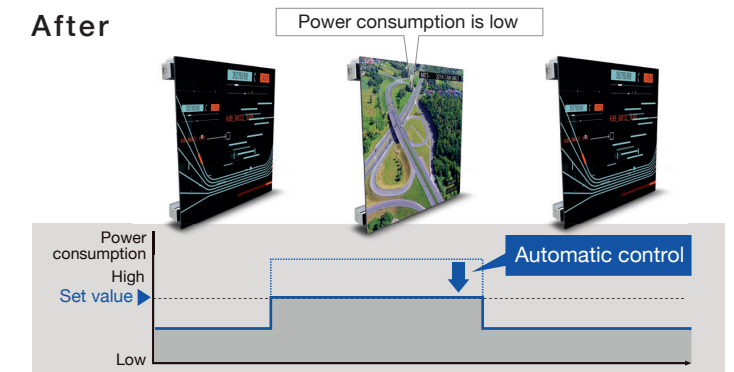 After
Power consumption is low
Power
consumption
High
Set value
Low
Automatic control